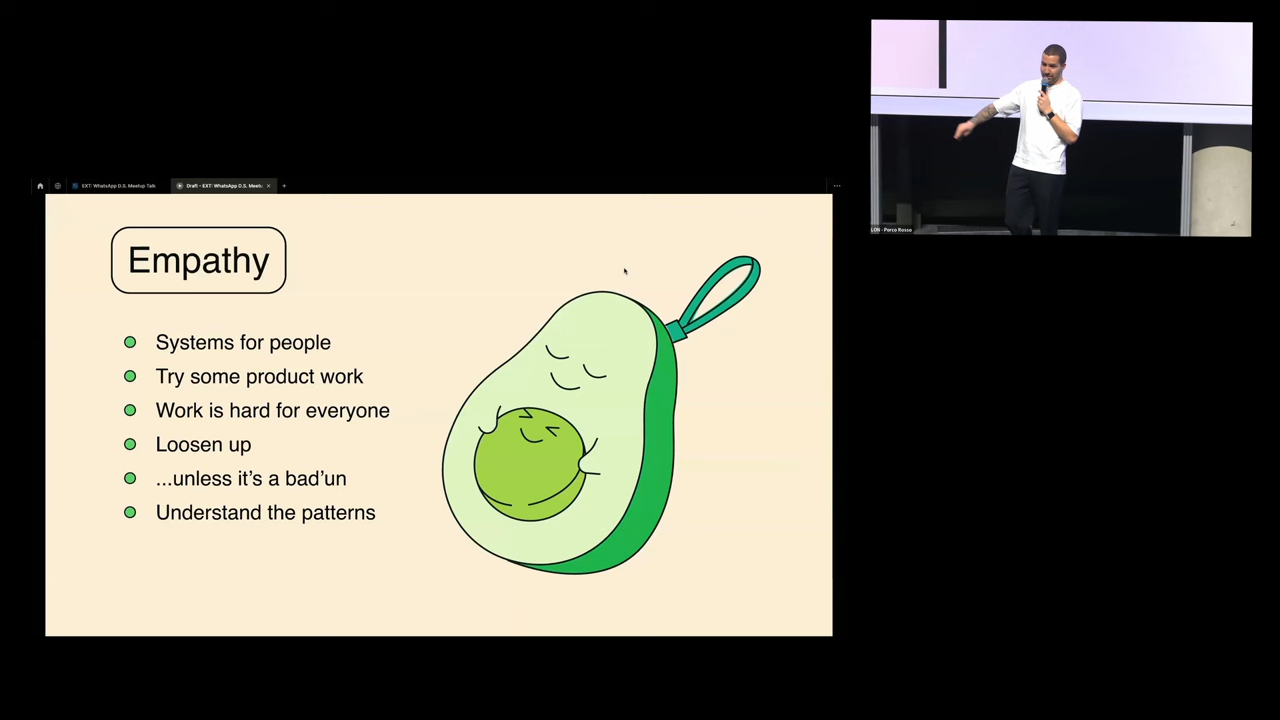 EXT: WhatsApp D.S. Meetup Talk
Draft - EXT: WhatsApp D.S. Meetu
Empathy
Systems for people
Try some product work
Work is hard for everyone
Loosen up
...unless it's a bad'un
Understand the patterns
LDN - Porco Rosso